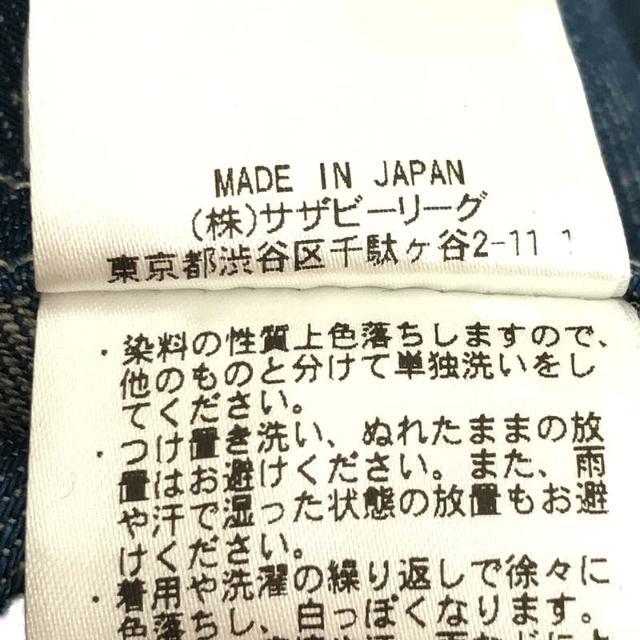 MADE IN JAPAN
(株)サザビーリーグ
東京都渋谷区千駄ヶ谷2-11 1
・染料の性質上色落ちしますので、
他のものと分けて単独洗いをし
てください。
・つけ置き洗い、ぬれたままの放
置はお避けください。また、雨
や汗で湿った状態の放置もお避
けください。
・着用や洗濯の繰り返しで徐々に
色落ちし、白っぽくなります。